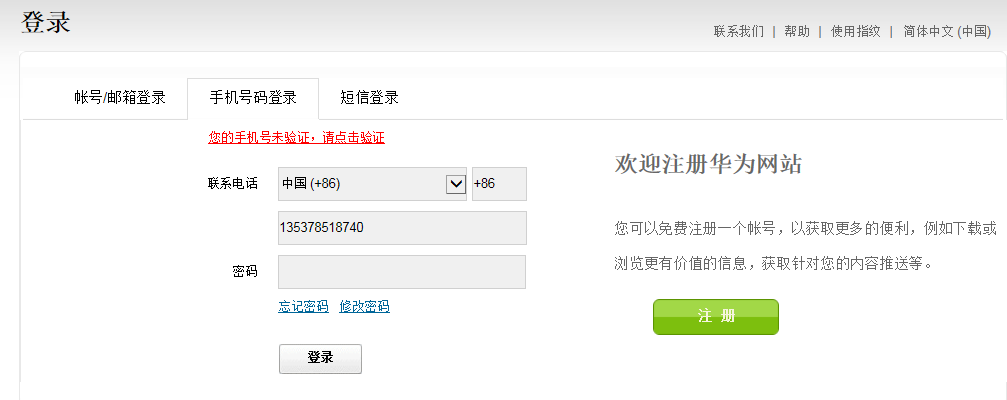 登录
联系我们 | 帮助 | 使用指纹 | 简体中文 (中国)
帐号/邮箱登录 手机号码登录 短信登录
您的手机号未验证，请点击验证
欢迎注册华为网站
联系电话 中国 (+86) +86
135378518740
您可以免费注册一个帐号，以获取更多的便利，例如下载或
浏览更有价值的信息，获取针对您的内容推送等。
密码
忘记密码 修改密码
注 册
登录